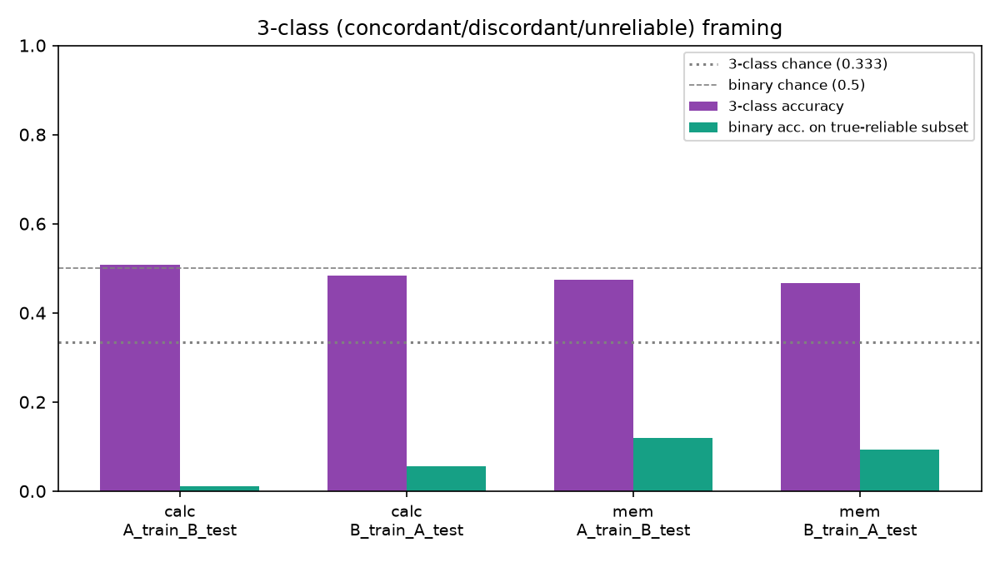 3-class (concordant/discordant/unreliable) framing
1.0
0.8
0.6
0.4
0.2
0.0
3-class chance (0.333)
binary chance (0.5)
3-class accuracy
binary acc. on true-reliable subset
calc
A_train_B_test
calc
B_train_A_test
mem
A_train_B_test
mem
B_train_A_test